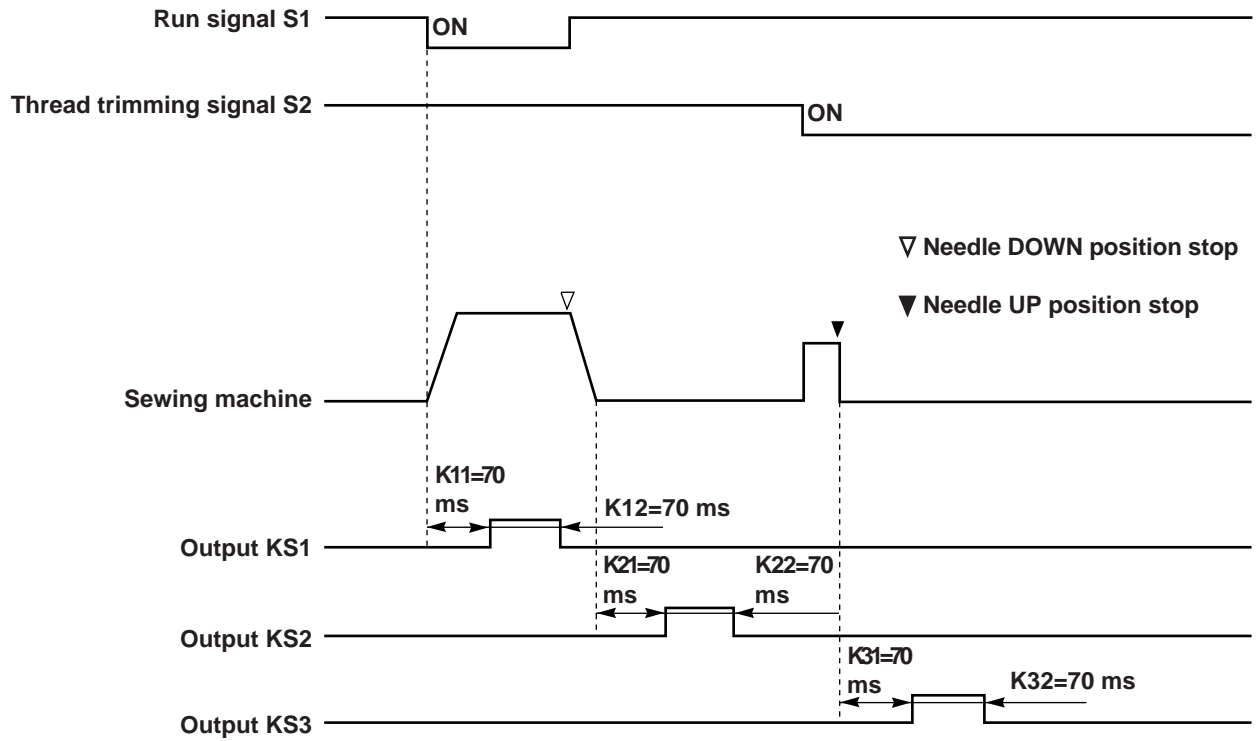 Run signal S1
ON
Thread trimming signal S2
ON
▽ Needle DOWN position stop
▼ Needle UP position stop
Sewing machine
K11=70
ms
K12=70 ms
Output KS1
K21=70
ms
K22=70
ms
Output KS2
K31=70
ms
K32=70 ms
Output KS3